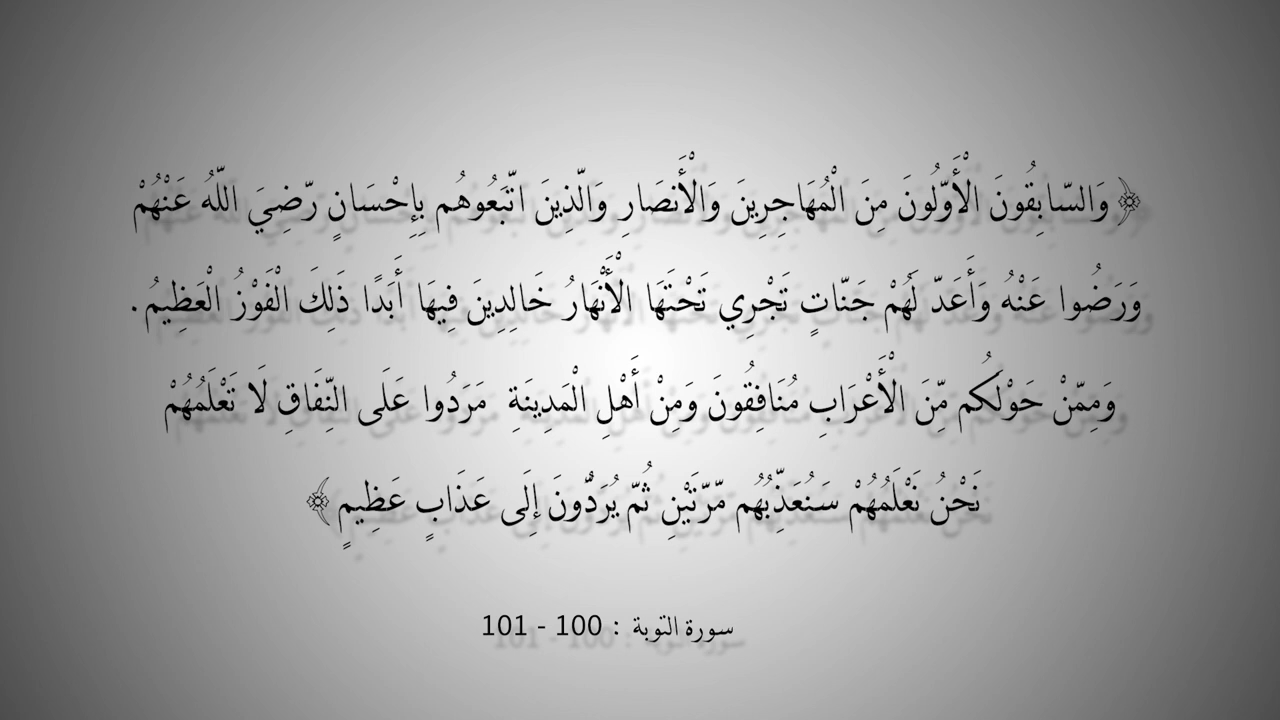 ﴿ وَالسّابِقُونَ الْأَوّلُونَ مِنَ الْمُهَاجِرِينَ وَالْأَنصَارِ وَالّذِينَ اتّبَعُوهُم بِإِحْسَانٍ رّضِيَ اللّهُ عَنْهُمْ
وَرَضُوا عَنْهُ وَأَعَدّ لَهُمْ جَنّاتٍ تَجْرِي تَحْتَهَا الْأَنْهَارُ خَالِدِينَ فِيهَا أَبَدًا ذَلِكَ الْفَوْزُ الْعَظِيمُ.
وَمِمّنْ حَوْلَكُم مِّنَ الْأَعْرَابِ مُنَافِقُونَ وَمِنْ أَهْلِ الْمَدِينَةِ مَرَدُوا عَلَى النِّفَاقِ لَا تَعْلَمُهُمْ
نَحْنُ نَعْلَمُهُمْ سَنُعَذِّبُهُم مّرّتَيْنِ ثُمّ يُرَدُّونَ إِلَى عَذَابٍ عَظِيمٍ ﴾
سورة التوبة : 100 - 101